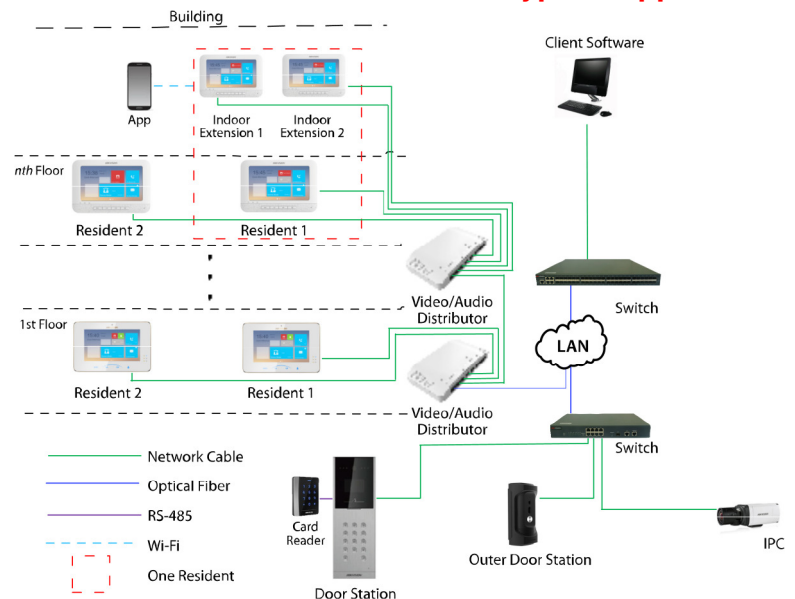 Building
Client Software
App
Indoor
Extension 1
Indoor
Extension 2
nth Floor
Resident 2
Resident 1
Video/Audio
Distributor
Switch
1st Floor
LAN
Resident 2
Resident 1
Video/Audio
Distributor
Switch
Network Cable
Optical Fiber
RS-485
Card
Reader
Wi-Fi
One Resident
Door Station
Outer Door Station
IPC